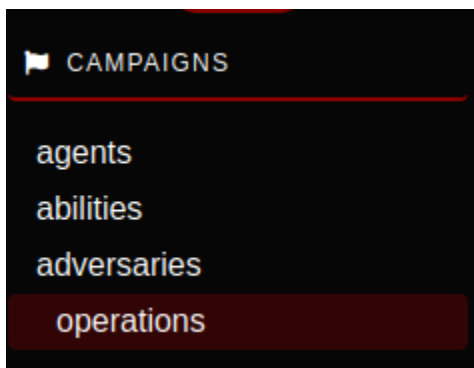 CAMPAIGNS
agents
abilities
adversaries
operations